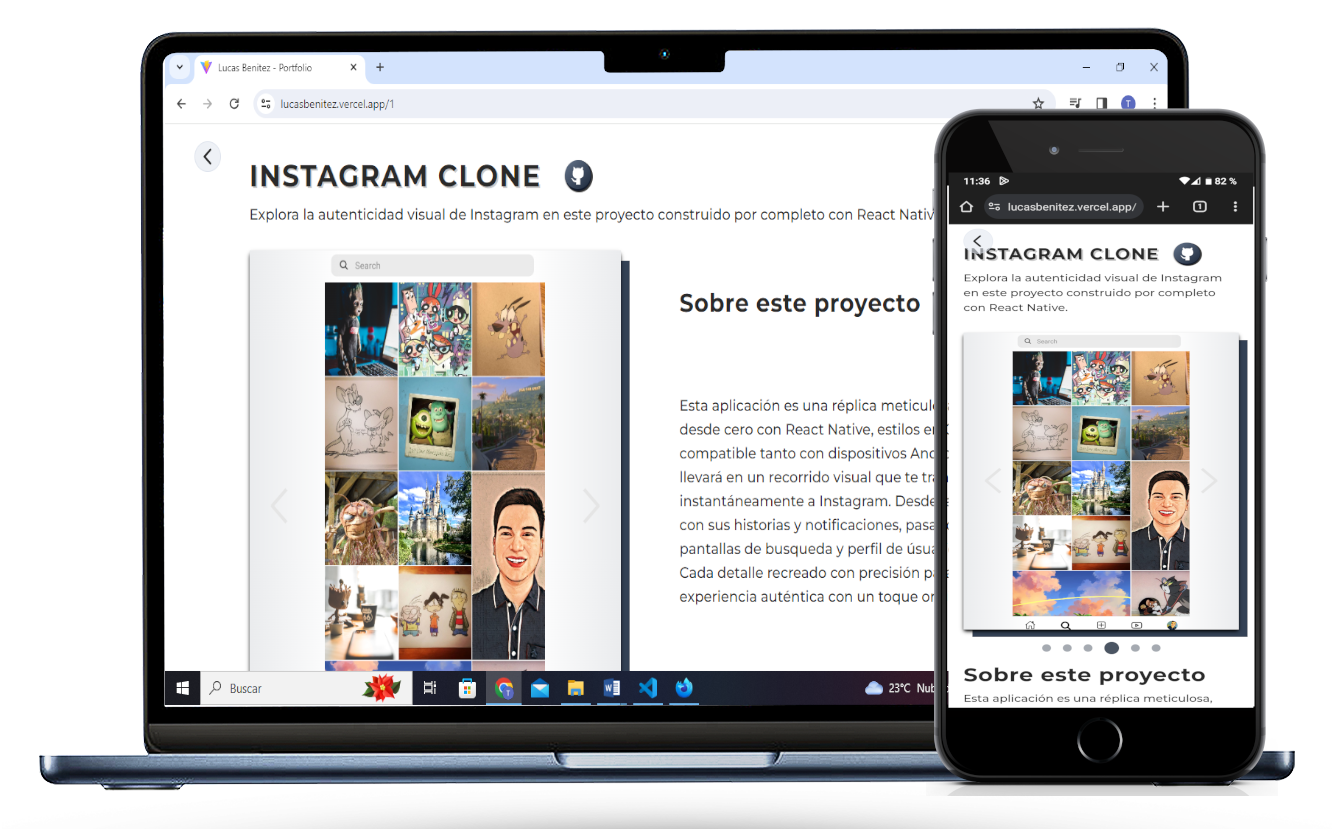 Lucas Benitez - Portfolio
lucasbenitez.vercel.app/1
T
INSTAGRAM CLONE
Explora la autenticidad visual de Instagram en este proyecto construido por completo con React Nativ
Search
Sobre este proyecto
Esta aplicación es una réplica meticul
desde cero con React Native, estilos en
compatible tanto con dispositivos And
llevará en un recorrido visual que te tra
instantáneamente a Instagram. Desde
con sus historias y notificaciones, pasa
pantallas de busqueda y perfil de úsua
Cada detalle recreado con precisión pa
experiencia auténtica con un toque or
Buscar
23°C Nub
11:36
82 %
lucasbenitez.vercel.app/
1
INSTAGRAM CLONE
Explora la autenticidad visual de Instagram
en este proyecto construido por completo
con React Native.
Search
Sobre este proyecto
Esta aplicación es una réplica meticulosa,